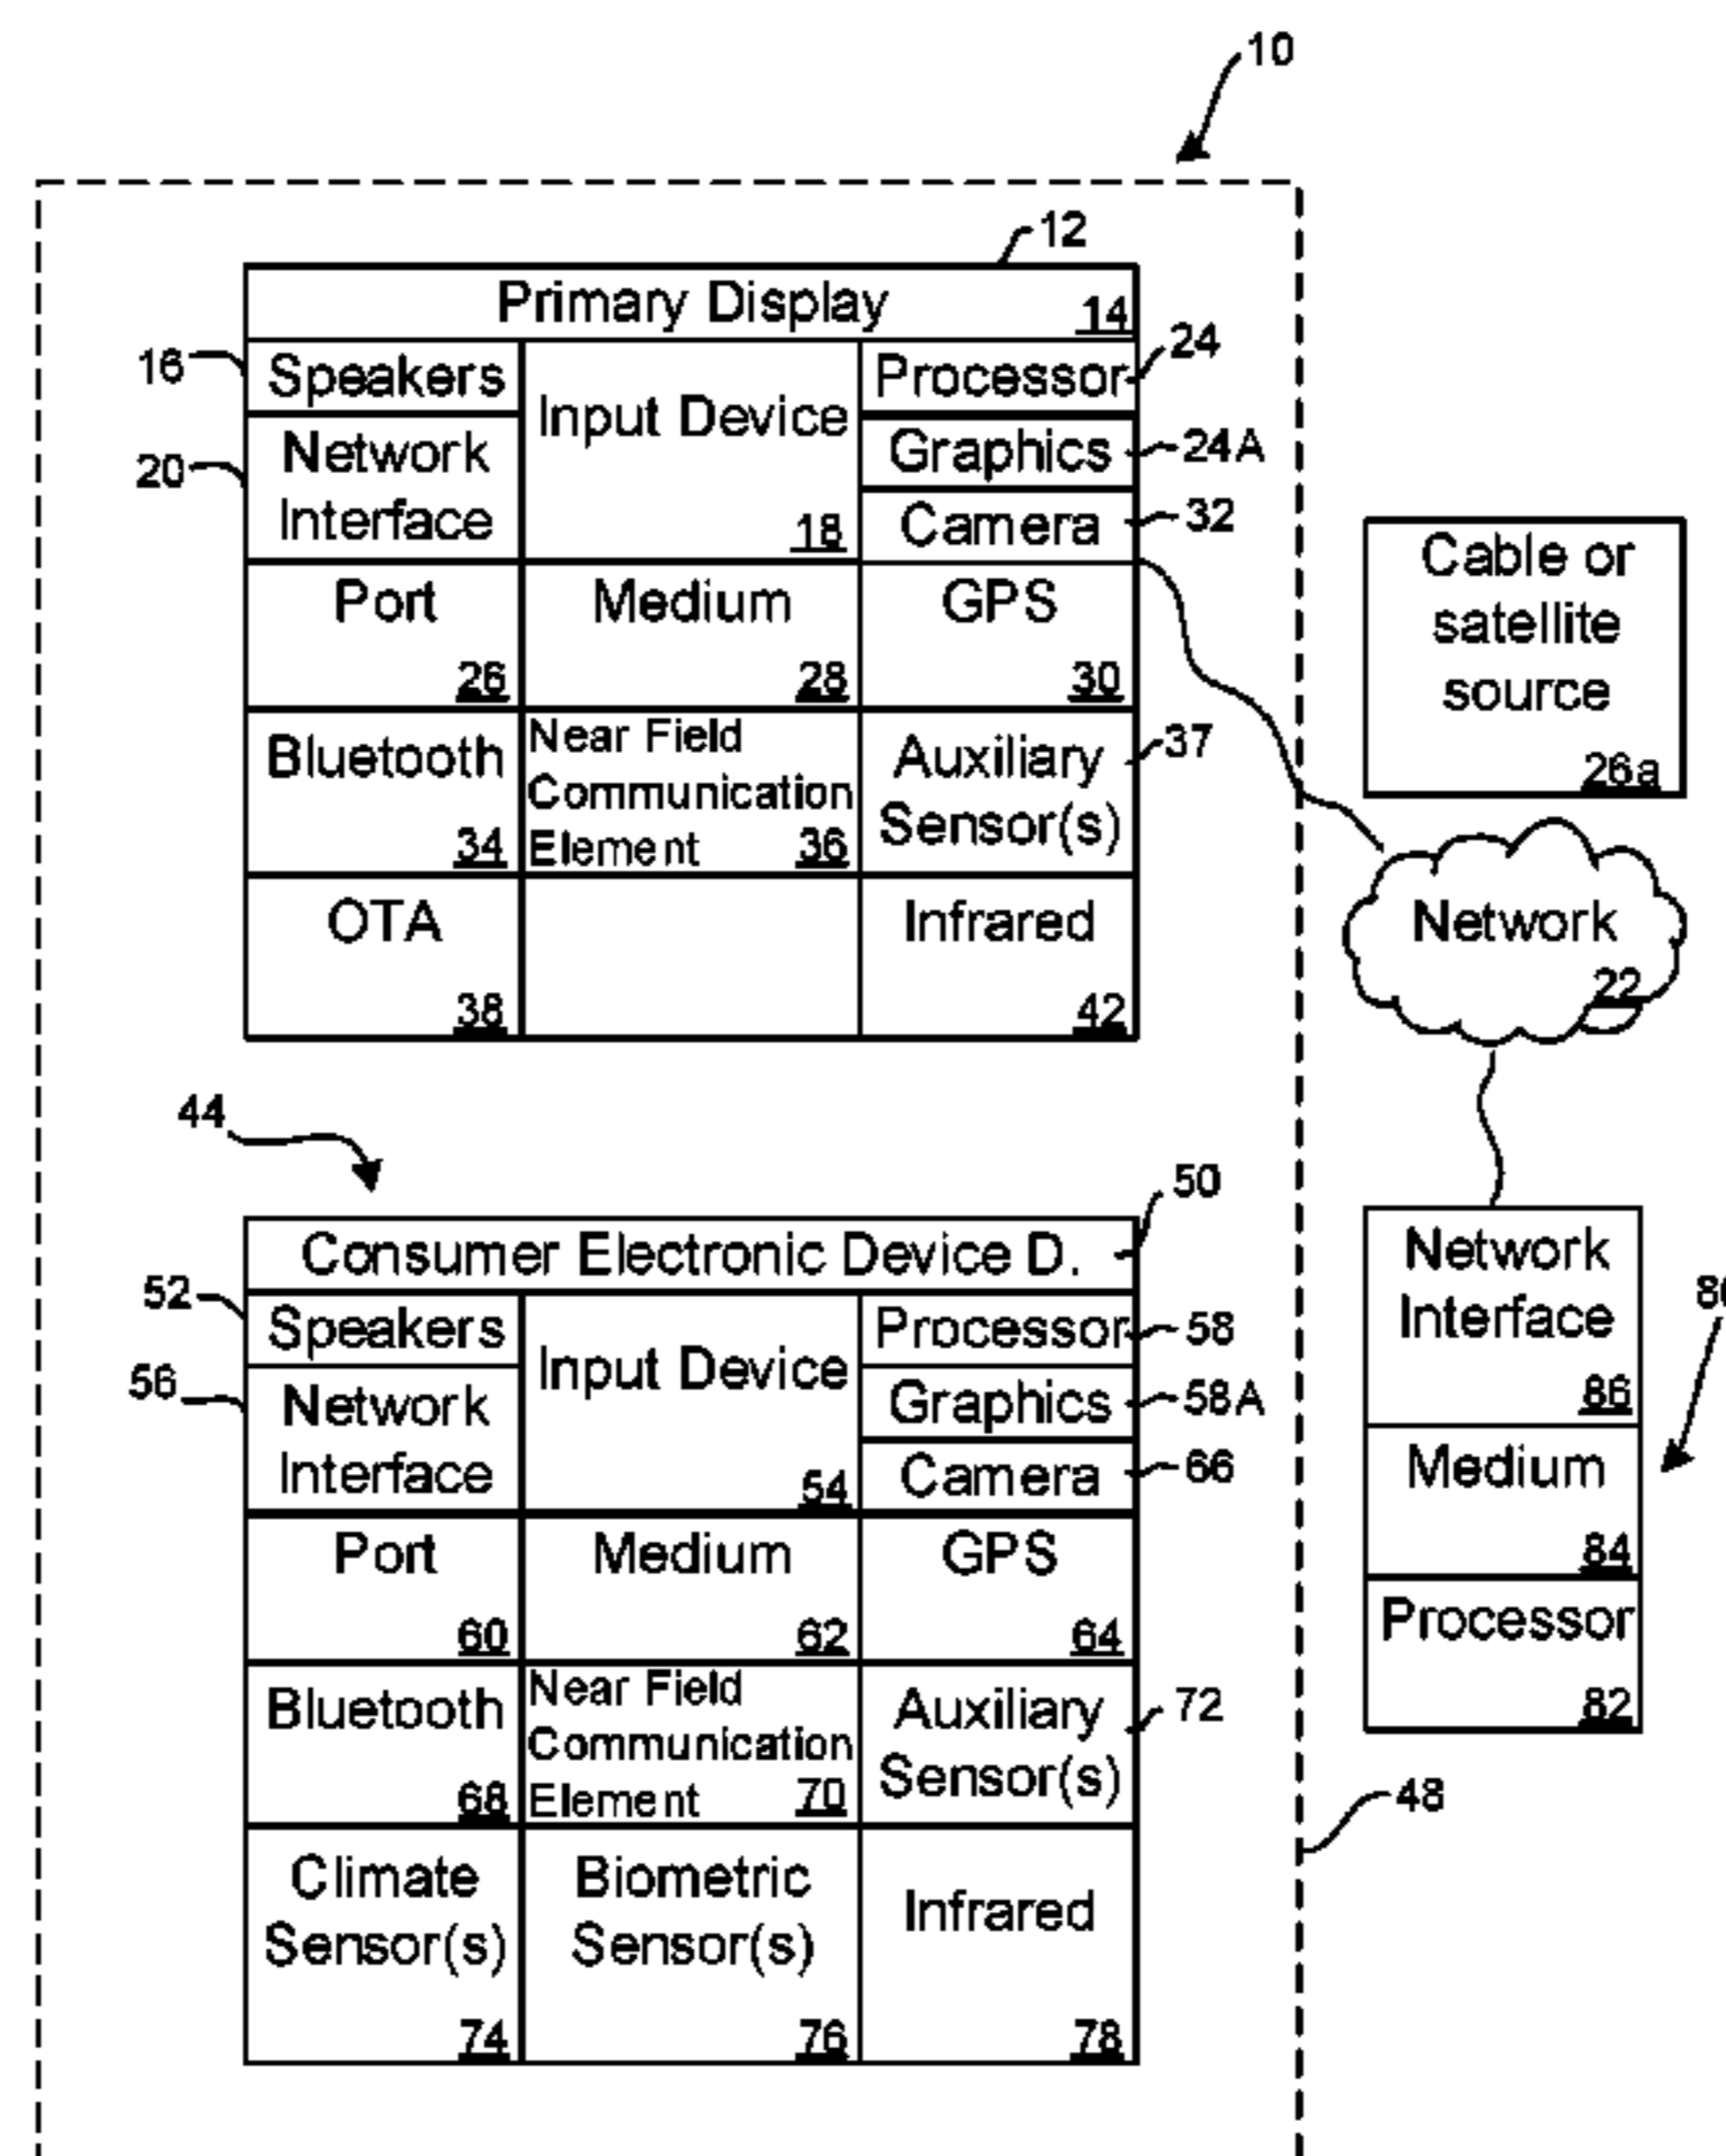 10
12
Primary Display
14
16
Speakers
Input Device
18
Processor
24
20
Network
Interface
Graphics
24A
Camera
32
Port
26
Medium
28
GPS
30
Bluetooth
34
Near Field
Communication
Element
36
Auxiliary
Sensor(s)
37
OTA
38
Infrared
42
Cable or
satellite
source
26a
Network
22
44
50
Consumer Electronic Device D.
52
Speakers
Input Device
54
Processor
58
56
Network
Interface
Graphics
58A
Camera
66
Port
60
Medium
62
GPS
64
Bluetooth
68
Near Field
Communication
Element
70
Auxiliary
Sensor(s)
72
Climate
Sensor(s)
74
Biometric
Sensor(s)
76
Infrared
78
Network
Interface
86
Medium
84
Processor
82
48